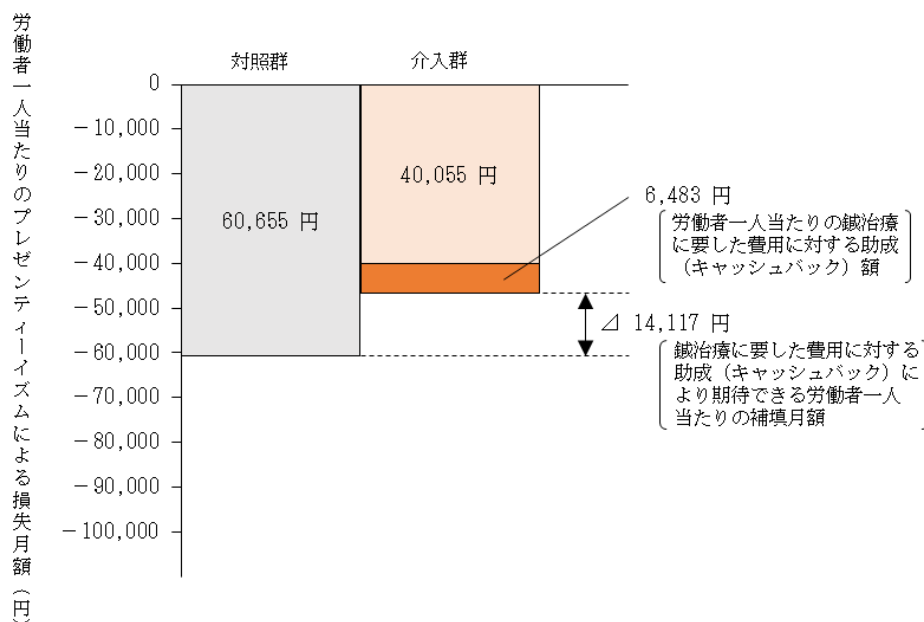 労働者一人当たりのプレゼンティーイズムによる損失月額（円）
対照群
介入群
0
－10,000
－20,000
－30,000
－40,000
－50,000
－60,000
－70,000
－80,000
－90,000
－100,000
60,655 円
40,055 円
6,483 円
労働者一人当たりの鍼治療
に要した費用に対する助成
（キャッシュバック）額
⊿ 14,117 円
鍼治療に要した費用に対する
助成（キャッシュバック）に
より期待できる労働者一人
当たりの補填月額